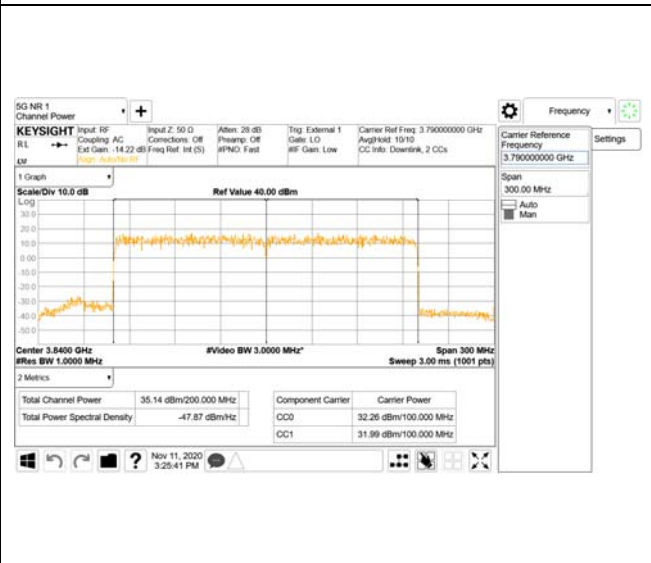 5G NR 1
Channel Power
Frequency
KEYSIGHT
Input: RF
Input Z: 50 Ω
Atten: 28 dB
Trig: External 1
Carrier Ref Freq: 3.790000000 GHz
RL
Coupling: AC
Corrections: Off
Preamp: Off
Gate: LO
Avg|Hold: 10/10
Ext Gain: -14.22 dB
Freq Ref: Int (S)
#PNO: Fast
#IF Gain: Low
CC Info: Downlink, 2 CCs
Align: Auto/No RF
Carrier Reference
Frequency
3.790000000 GHz
Settings
Span
300.00 MHz
Auto
Man
1 Graph
Scale/Div 10.0 dB
Ref Value 40.00 dBm
Log
30.0
20.0
10.0
0.00
-10.0
-20.0
-30.0
-40.0
-50.0
Center 3.8400 GHz
#Video BW 3.0000 MHz*
Span 300 MHz
#Res BW 1.0000 MHz
Sweep 3.00 ms (1001 pts)
2 Metrics
Total Channel Power 35.14 dBm/200.000 MHz
Total Power Spectral Density -47.87 dBm/Hz
Component Carrier Carrier Power
CC0 32.26 dBm/100.000 MHz
CC1 31.99 dBm/100.000 MHz
?
Nov 11, 2020
3:25:41 PM